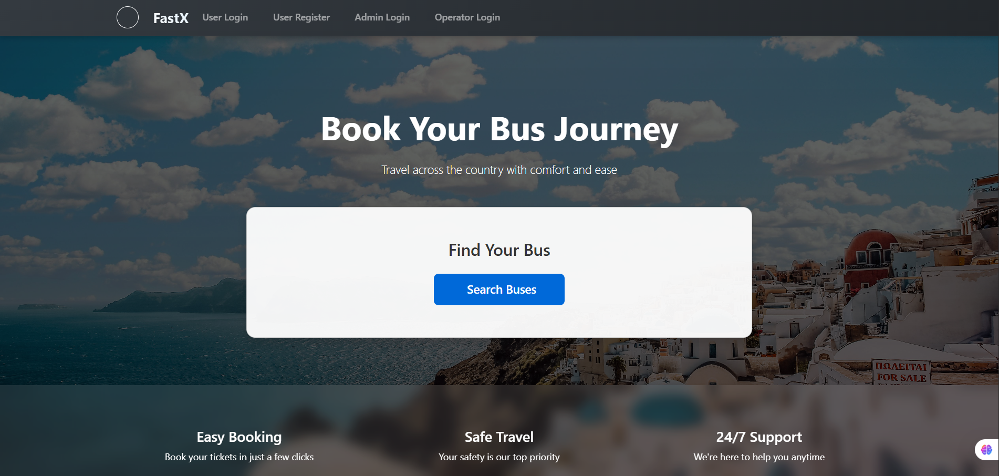 FastX User Login User Register Admin Login Operator Login
Book Your Bus Journey
Travel across the country with comfort and ease
Find Your Bus
Search Buses
ΠΩΛΕΙΤΑΙ
FOR SALE
Easy Booking
Book your tickets in just a few clicks
Safe Travel
Your safety is our top priority
24/7 Support
We're here to help you anytime